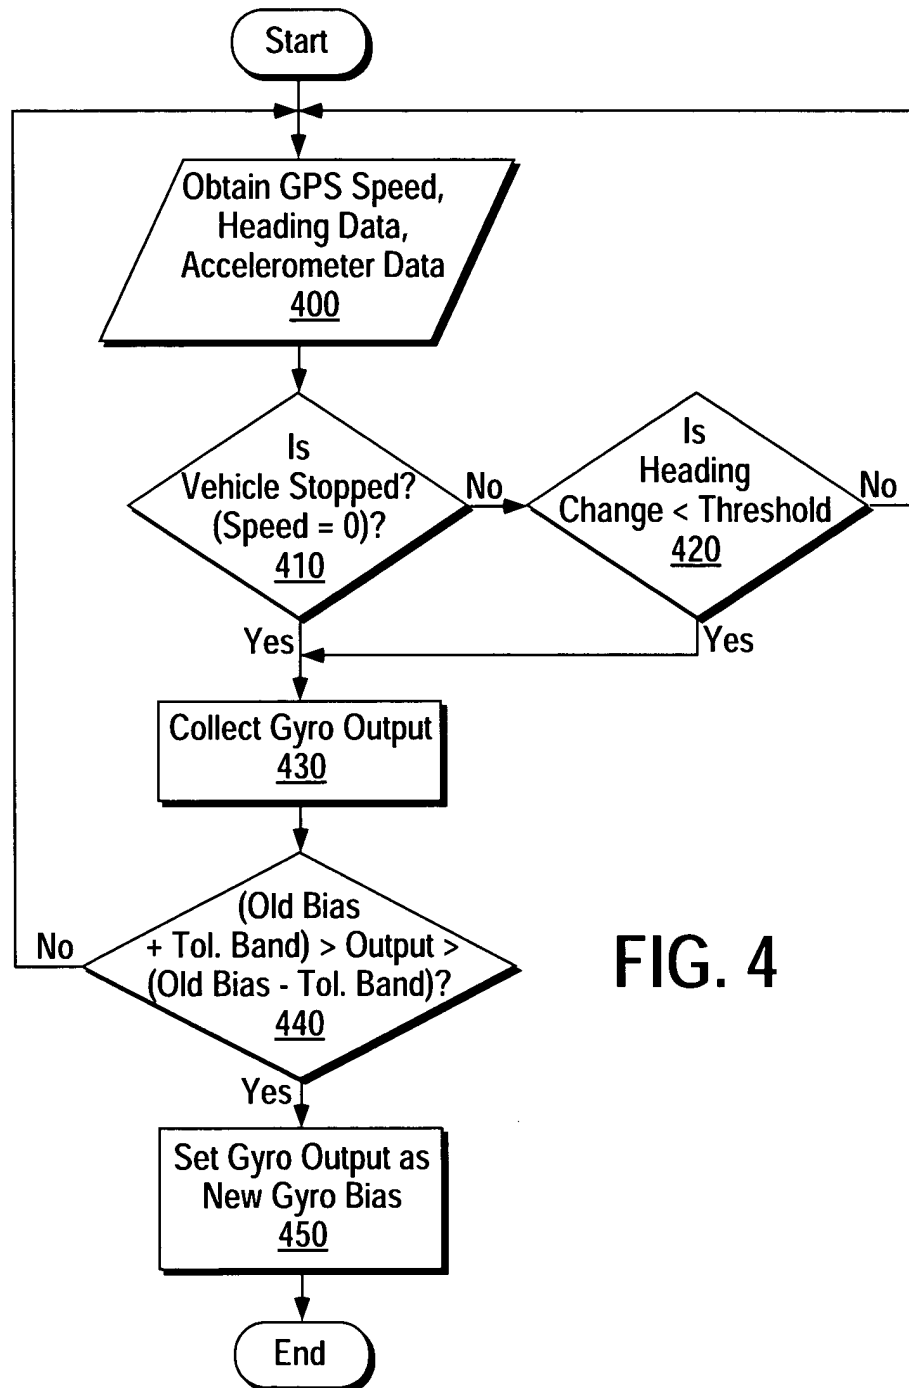 Start
Obtain GPS Speed,
Heading Data,
Accelerometer Data
400
Is
Vehicle Stopped?
(Speed = 0)?
410
No
Is
Heading
Change < Threshold
420
No
Yes
Yes
Collect Gyro Output
430
(Old Bias
+ Tol. Band) > Output >
(Old Bias - Tol. Band)?
440
No
FIG. 4
Yes
Set Gyro Output as
New Gyro Bias
450
End